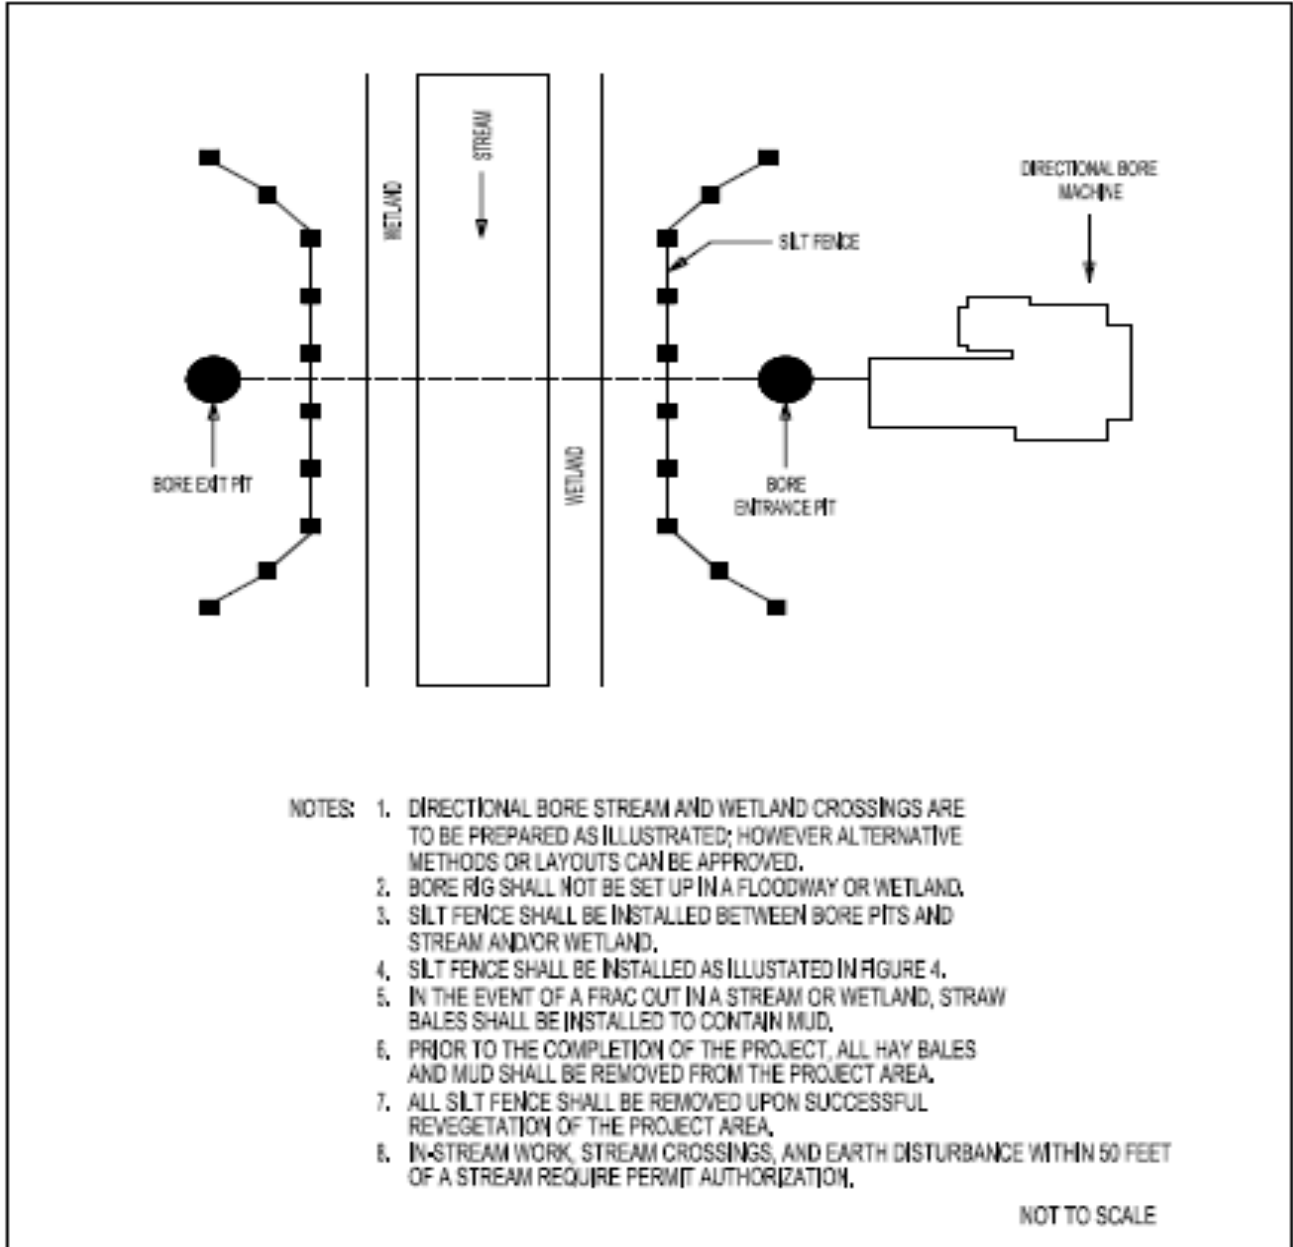 STREAM
WETLAND
DIRECTIONAL BORE
MACHINE
SILT FENCE
BORE EXIT PIT
WETLAND
BORE
ENTRANCE PIT
NOTES: 1. DIRECTIONAL BORE STREAM AND WETLAND CROSSINGS ARE
TO BE PREPARED AS ILLUSTRATED; HOWEVER ALTERNATIVE
METHODS OR LAYOUTS CAN BE APPROVED.
2. BORE RIG SHALL NOT BE SET UP IN A FLOODWAY OR WETLAND.
3. SILT FENCE SHALL BE INSTALLED BETWEEN BORE PITS AND
STREAM AND/OR WETLAND.
4. SILT FENCE SHALL BE INSTALLED AS ILLUSTATED IN FIGURE 4.
5. IN THE EVENT OF A FRAC OUT IN A STREAM OR WETLAND, STRAW
BALES SHALL BE INSTALLED TO CONTAIN MUD.
6. PRIOR TO THE COMPLETION OF THE PROJECT, ALL HAY BALES
AND MUD SHALL BE REMOVED FROM THE PROJECT AREA.
7. ALL SILT FENCE SHALL BE REMOVED UPON SUCCESSFUL
REVEGETATION OF THE PROJECT AREA.
8. IN-STREAM WORK, STREAM CROSSINGS, AND EARTH DISTURBANCE WITHIN 50 FEET
OF A STREAM REQUIRE PERMIT AUTHORIZATION.
NOT TO SCALE